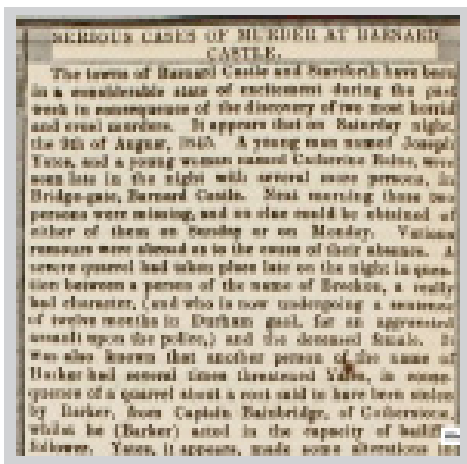 SERIOUS CASES OF MURDER AT BARNARD
CASTLE.
The towns of Barnard Castle and Startforth have been
in a considerable state of excitement during the past
week in consequence of the discovery of two most horrid
and cruel murders. It appears that on Saturday night,
the 9th of August, 1845. A young man named Joseph
Yates, and a young woman named Catherine Raine, were
seen late in the night with several more persons, in
Bridge-gate, Barnard Castle. Next morning these two
persons were missing, and no clue could be obtained of
either of them on Sunday or on Monday. Various
rumours were abroad as to the cause of their absence. A
severe quarrel had taken place late on the night in ques-
tion between a person of the name of Breckon, a really
bad character, (and who is now undergoing a sentence
of twelve months in Durham gaol, for an aggravated
assault upon the police,) and the deceased female. It
was also known that another person of the name of
Barker had several times threatened Yates, in conse-
quence of a quarrel about a coat said to have been stolen
by Barker, from Captain Bainbridge, of Cotherstone,
whilst he (Barker) acted in the capacity of bailiff
follower. Yates, it appears, made some alterations